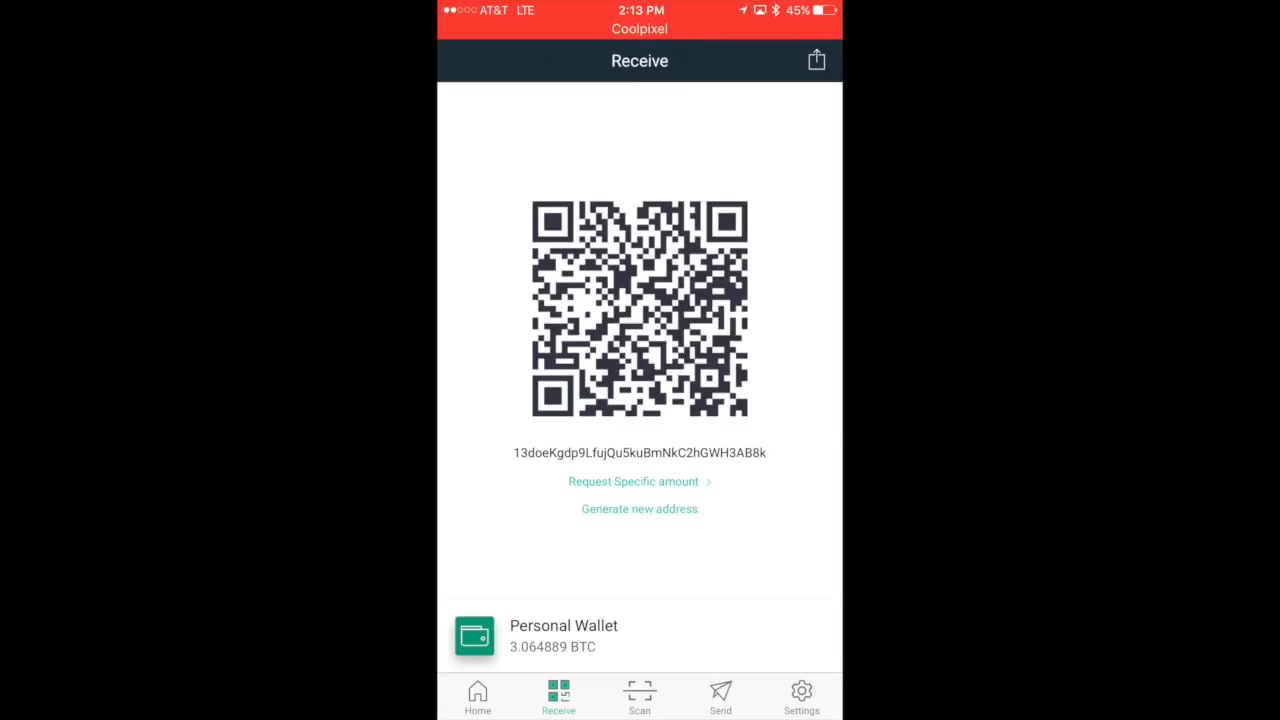 AT&T LTE 2:13 PM 45%
Coolpixel
Receive
13doeKgdp9LfujQu5kuBmNkC2hGWH3AB8k
Request Specific amount
Generate new address
Personal Wallet
3.064889 BTC
Home Receive Scan Send Settings